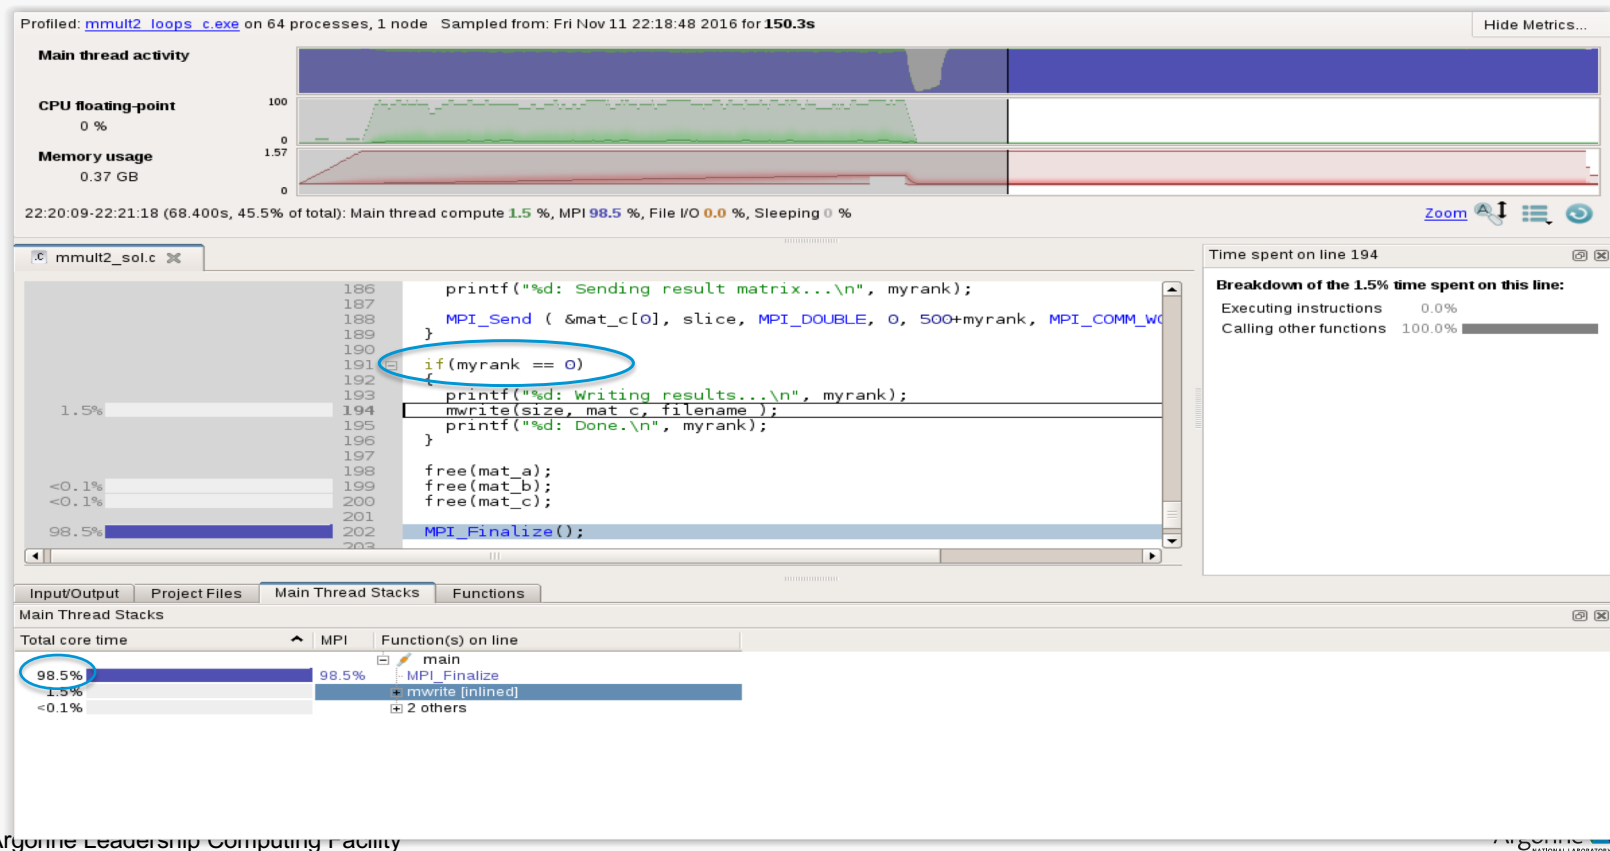 Profiled: mmult2_loops_c.exe on 64 processes, 1 node Sampled from: Fri Nov 11 22:18:48 2016 for 150.3s
Hide Metrics...
Main thread activity
CPU floating-point
0 %
100
0
Memory usage
0.37 GB
1.57
0
22:20:09-22:21:18 (68.400s, 45.5% of total): Main thread compute 1.5 %, MPI 98.5 %, File I/O 0.0 %, Sleeping 0 %
Zoom
mmult2_sol.c
186 printf("%d: Sending result matrix...\n", myrank);
187
188 MPI_Send ( &mat_c[0], slice, MPI_DOUBLE, 0, 500+myrank, MPI_COMM_WO
189 }
190
191 if(myrank == 0)
192 {
193 printf("%d: Writing results...\n", myrank);
1.5% 194 mwrite(size, mat_c, filename );
195 printf("%d: Done.\n", myrank);
196 }
197
198 free(mat_a);
<0.1% 199 free(mat_b);
<0.1% 200 free(mat_c);
201
98.5% 202 MPI_Finalize();
203
Time spent on line 194
Breakdown of the 1.5% time spent on this line:
Executing instructions 0.0%
Calling other functions 100.0%
Input/Output Project Files Main Thread Stacks Functions
Main Thread Stacks
Total core time MPI Function(s) on line
main
98.5% 98.5% MPI_Finalize
1.5% mwrite [inlined]
<0.1% 2 others
Argonne Leadership Computing Facility
Argonne
NATIONAL LABORATORY